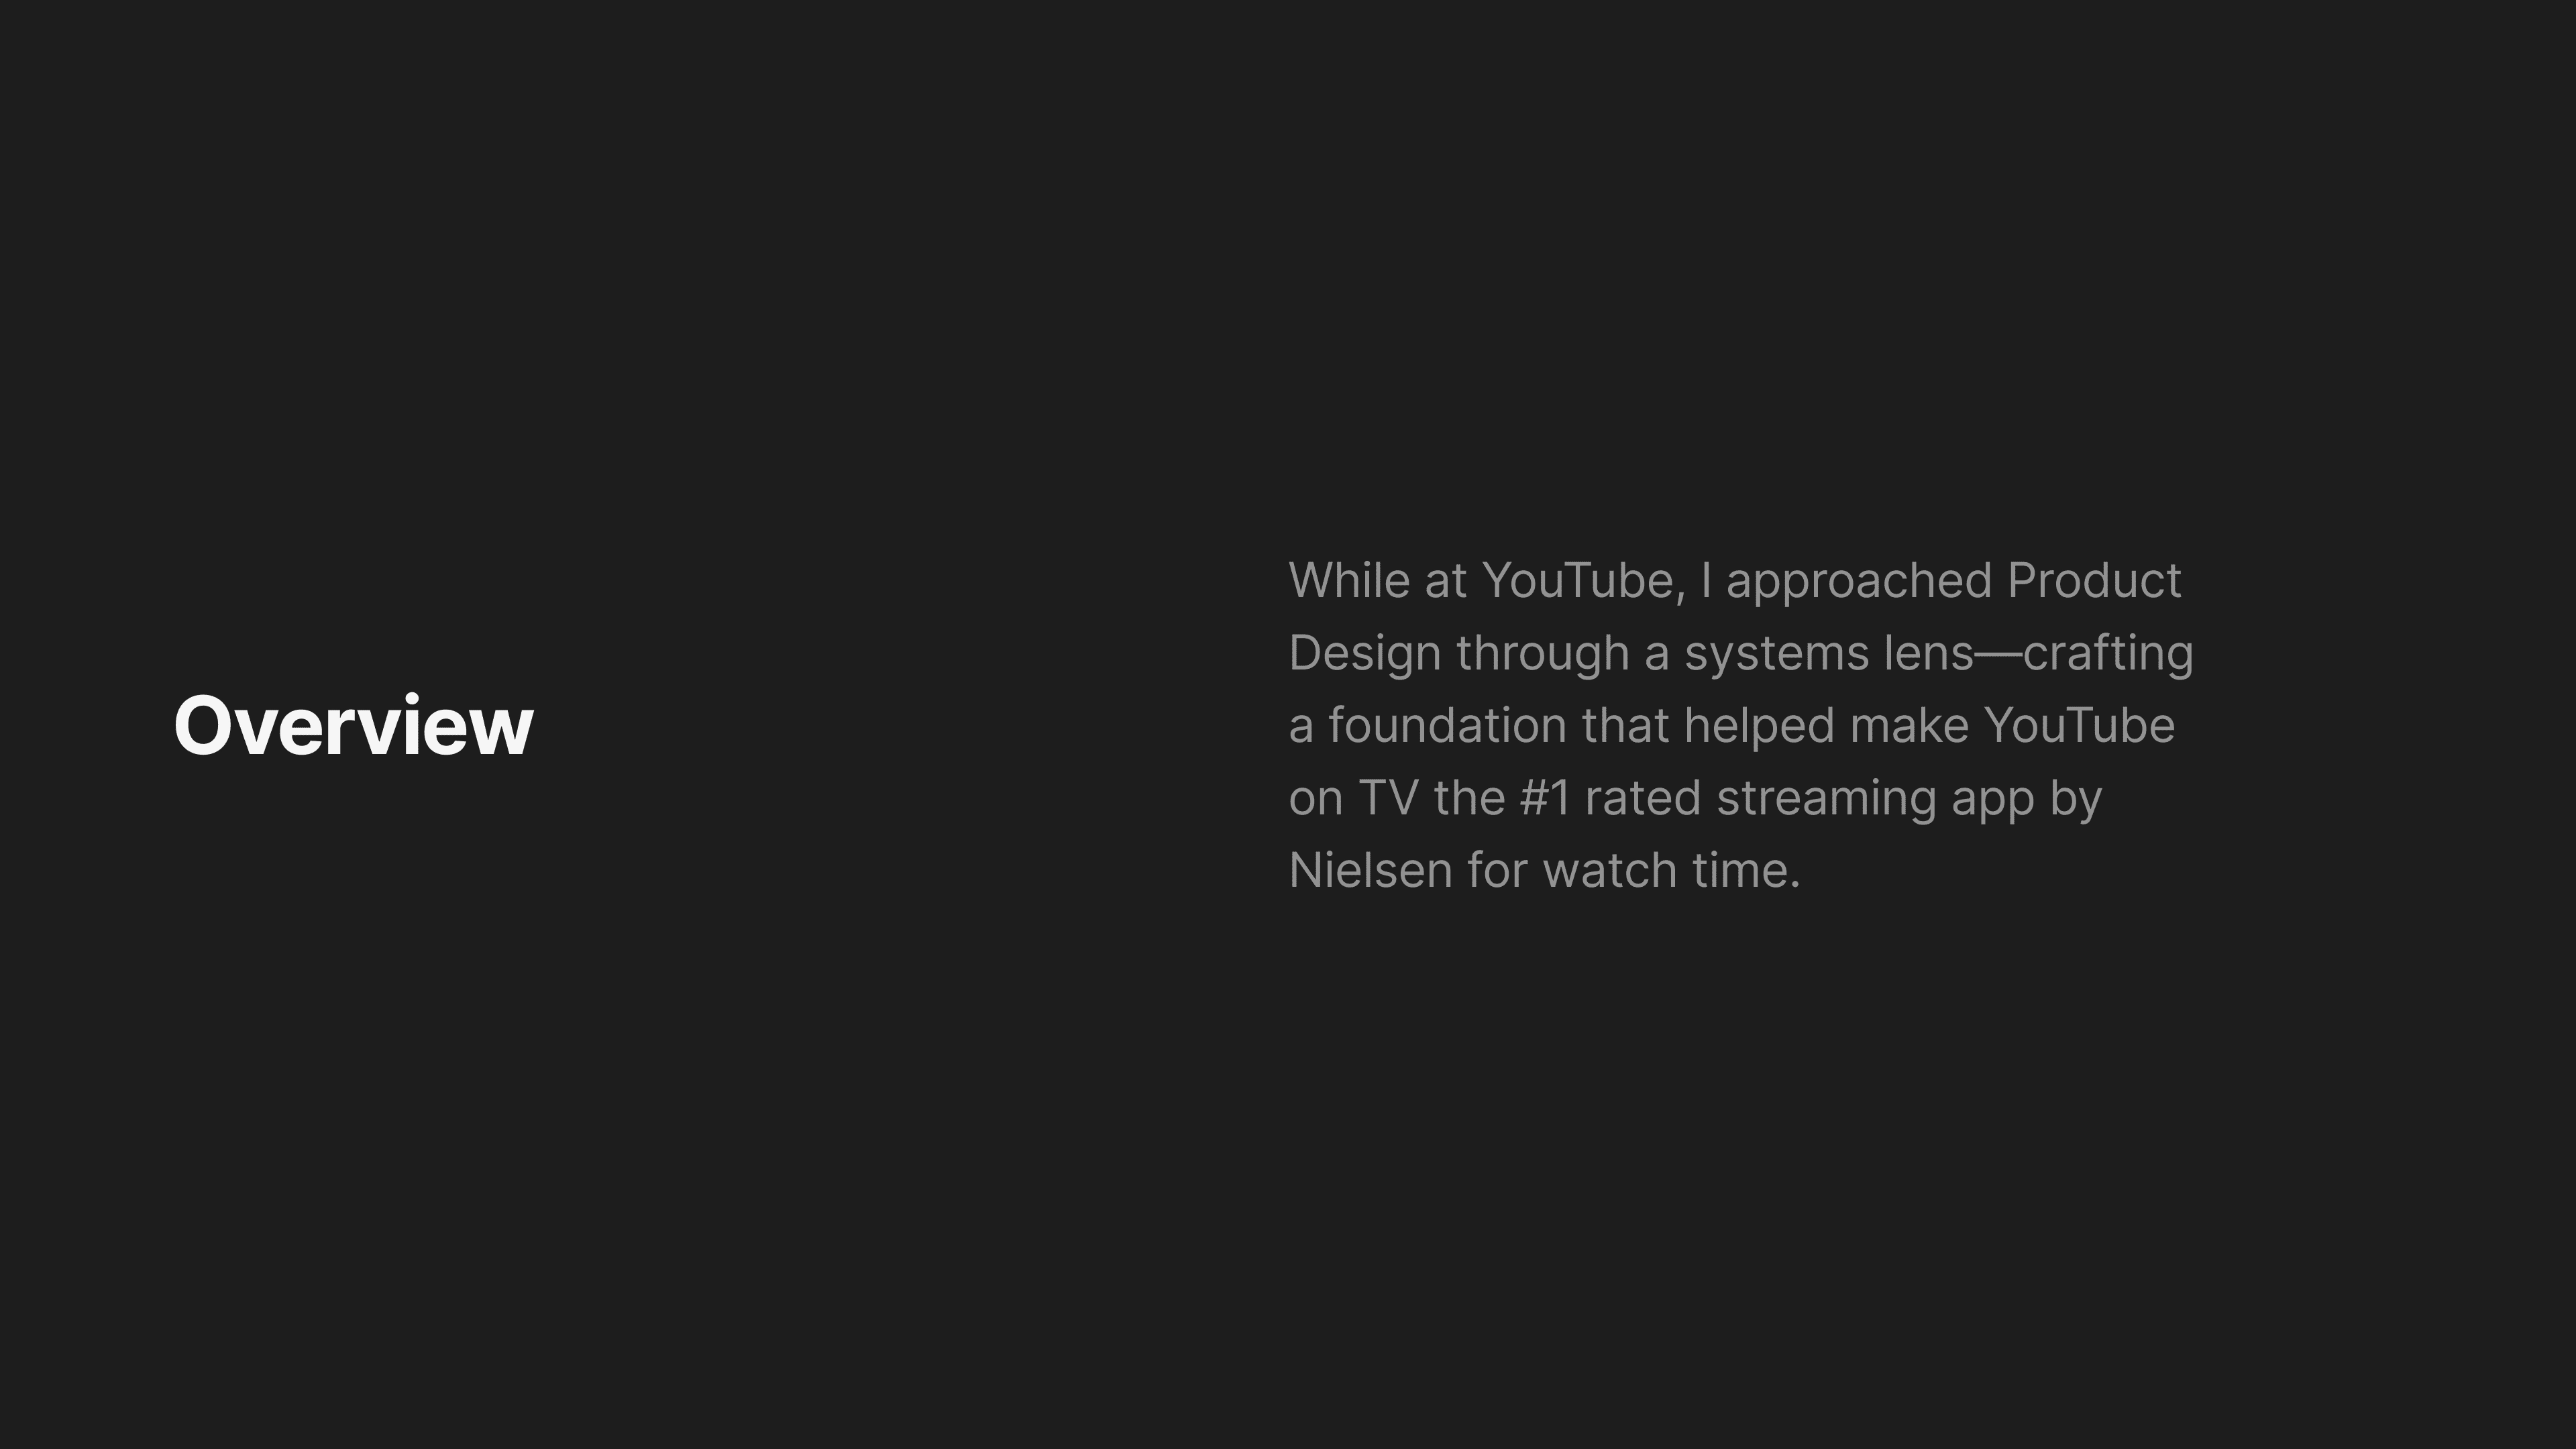 Overview
While at YouTube, I approached Product
Design through a systems lens—crafting
a foundation that helped make YouTube
on TV the #1 rated streaming app by
Nielsen for watch time.